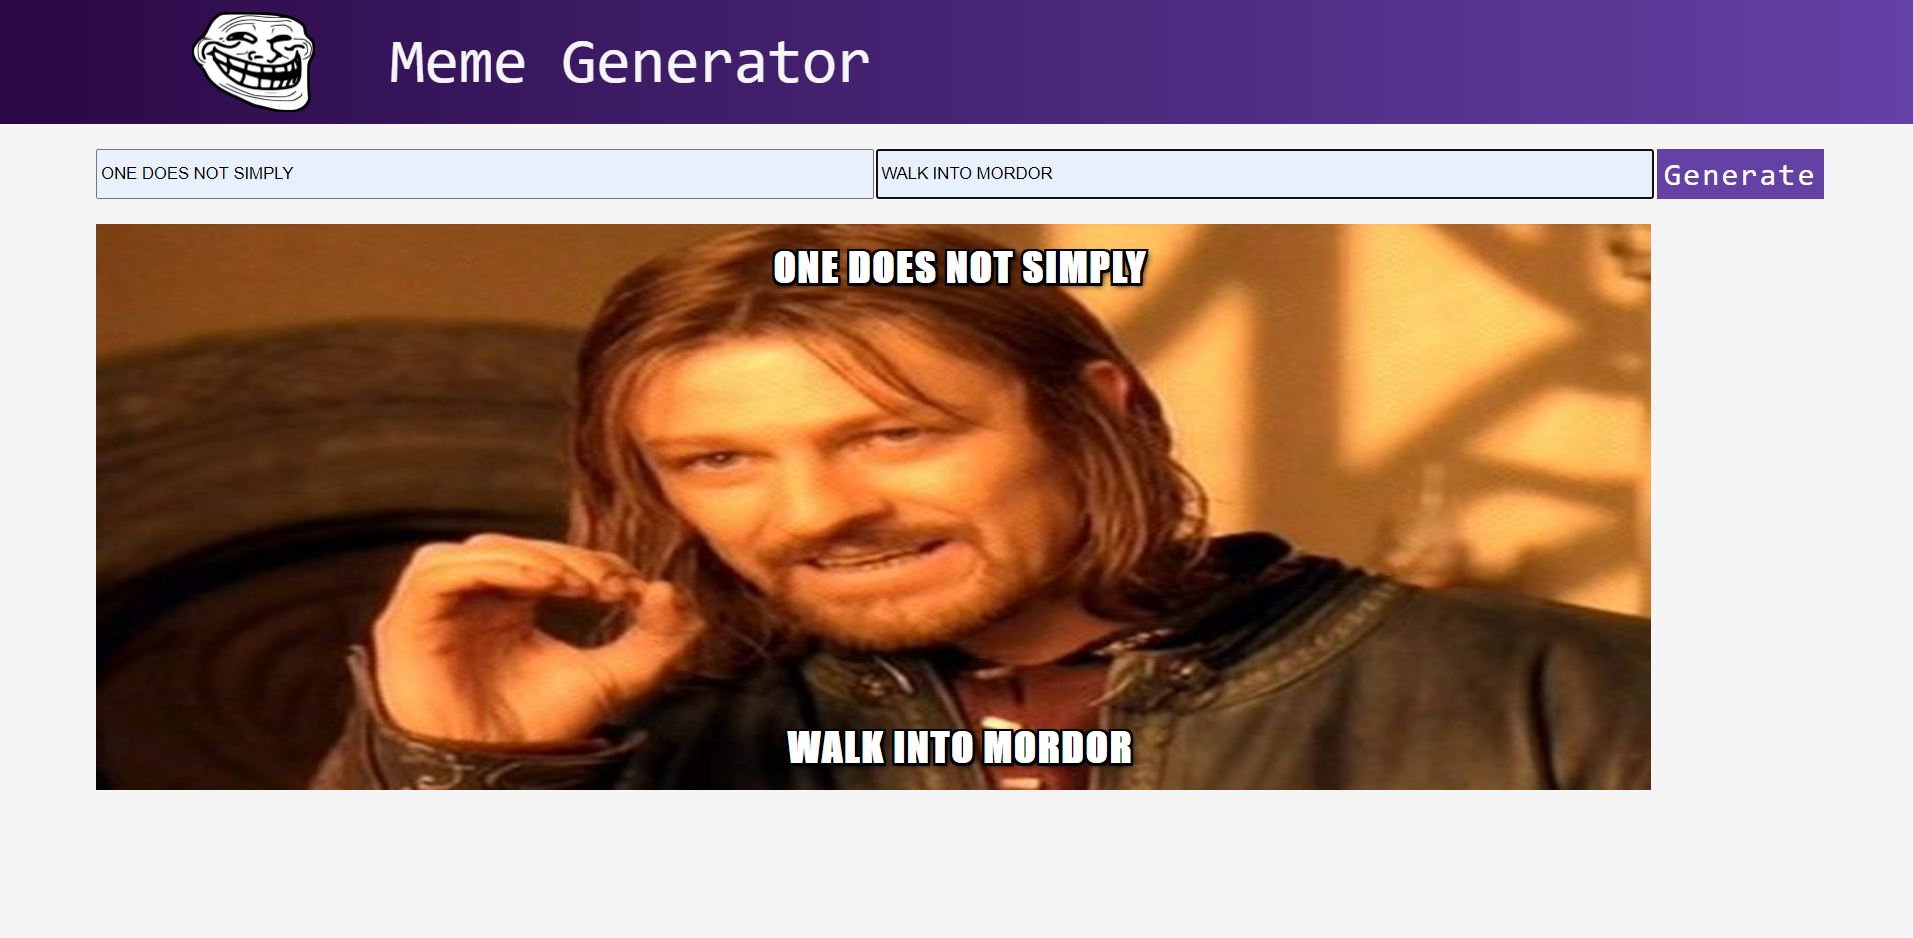 Meme Generator
ONE DOES NOT SIMPLY
WALK INTO MORDOR
Generate
ONE DOES NOT SIMPLY
WALK INTO MORDOR